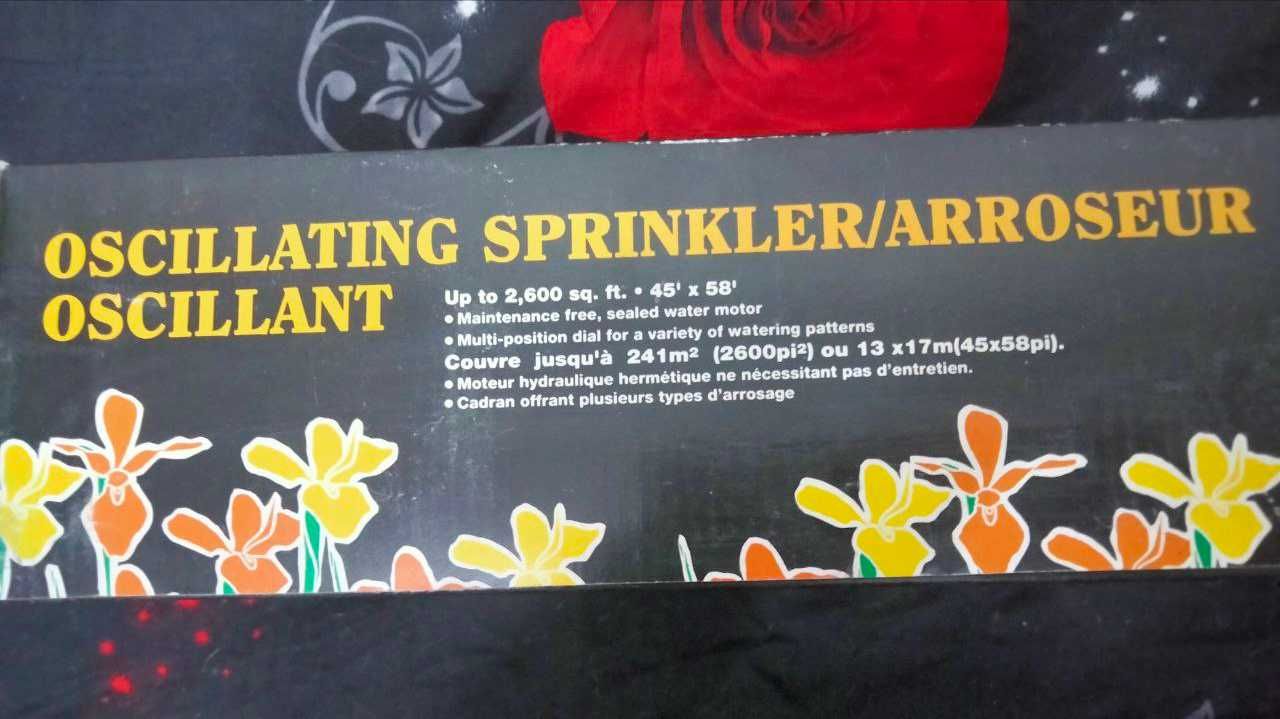 OSCILLATING SPRINKLER/ARROSEUR
OSCILLANT
Up to 2,600 sq. ft. • 45' x 58'
• Maintenance free, sealed water motor
• Multi-position dial for a variety of watering patterns
Couvre jusqu'à 241m² (2600pi²) ou 13 x17m(45x58pi).
• Moteur hydraulique hermétique ne nécessitant pas d'entretien.
• Cadran offrant plusieurs types d'arrosage